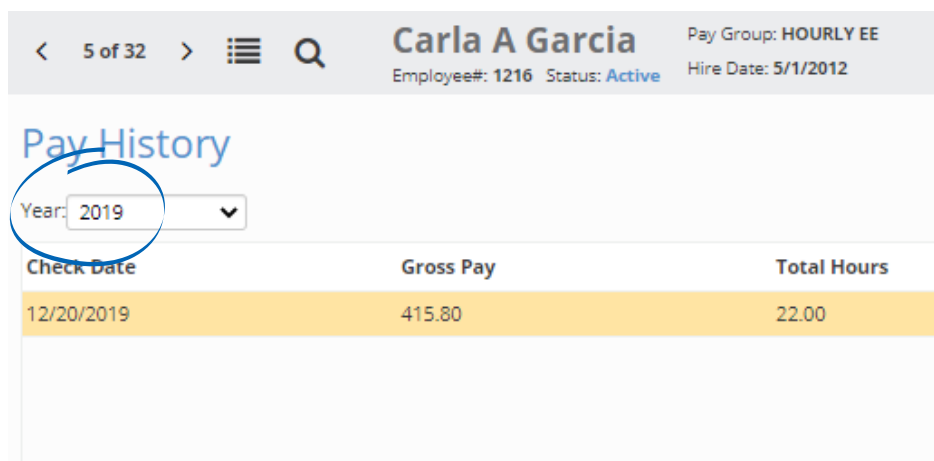 5 of 32
Carla A Garcia
Employee#: 1216 Status: Active
Pay Group: HOURLY EE
Hire Date: 5/1/2012
Pay History
Year: 2019
Check Date Gross Pay Total Hours
12/20/2019 415.80 22.00